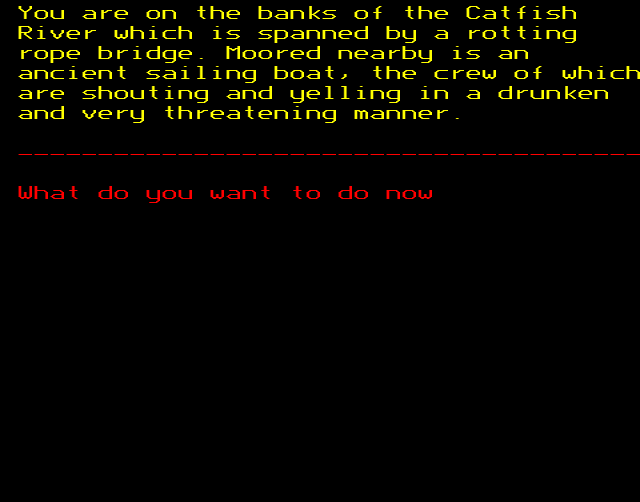 You are on the banks of the Catfish
River which is spanned by a rotting
rope bridge. Moored nearby is an
ancient sailing boat, the crew of which
are shouting and yelling in a drunken
and very threatening manner.
What do you want to do now